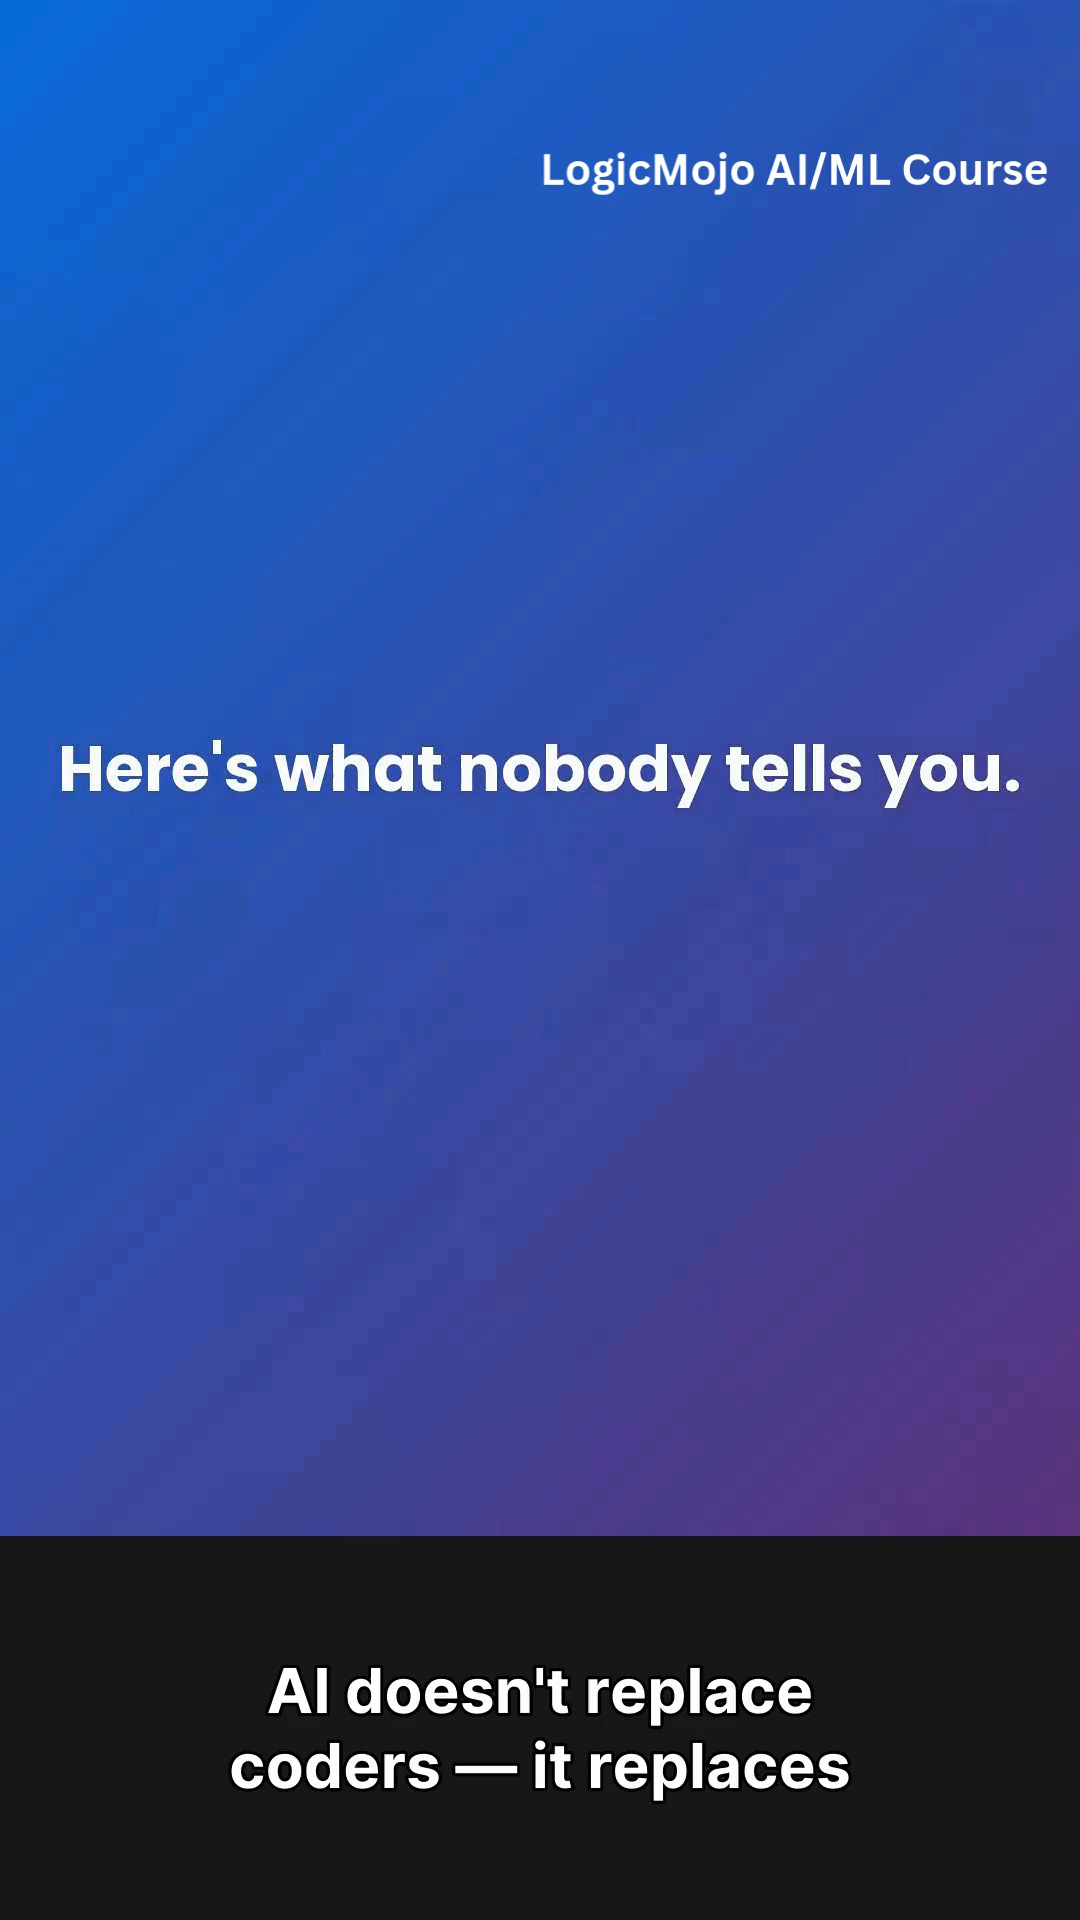 LogicMojo AI/ML Course
Here's what nobody tells you.
AI doesn't replace
coders — it replaces